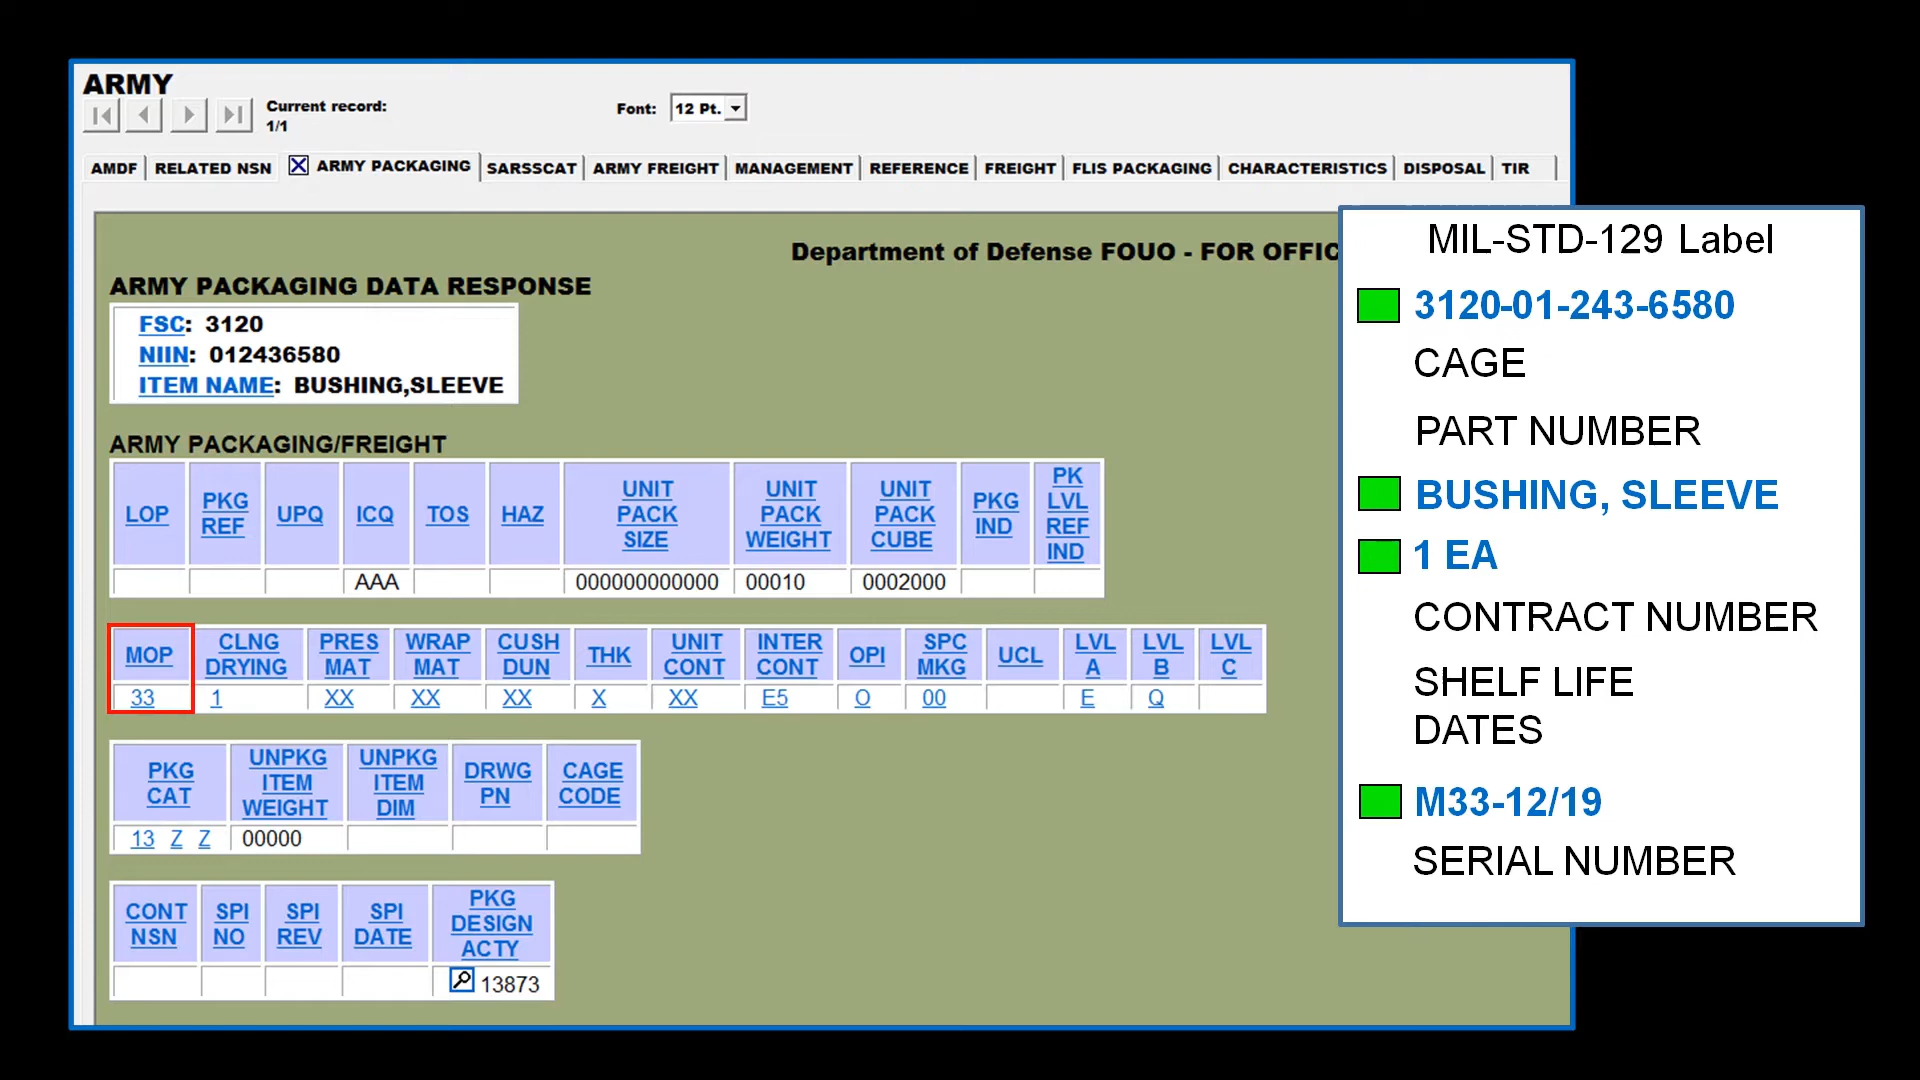 ARMY
Current record:
1/1
Font: 12 Pt.
AMDF RELATED NSN ARMY PACKAGING SARSSCAT ARMY FREIGHT MANAGEMENT REFERENCE FREIGHT FLIS PACKAGING CHARACTERISTICS DISPOSAL TIR
Department of Defense FOUO - FOR OFFIC
ARMY PACKAGING DATA RESPONSE
FSC: 3120
NIIN: 012436580
ITEM NAME: BUSHING,SLEEVE
ARMY PACKAGING/FREIGHT
LOP PKG REF UPQ ICQ TOS HAZ UNIT PACK SIZE UNIT PACK WEIGHT UNIT PACK CUBE PKG IND PK LVL REF IND
AAA 000000000000 00010 0002000
MOP CLNG DRYING PRES MAT WRAP MAT CUSH DUN THK UNIT CONT INTER CONT OPI SPC MKG UCL LVL A LVL B LVL C
33 1 XX XX XX X XX E5 O 00 E Q
PKG CAT UNPKG ITEM WEIGHT UNPKG ITEM DIM DRWG PN CAGE CODE
13 Z Z 00000
CONT NSN SPI NO SPI REV SPI DATE PKG DESIGN ACTY
13873
MIL-STD-129 Label
3120-01-243-6580
CAGE
PART NUMBER
BUSHING, SLEEVE
1 EA
CONTRACT NUMBER
SHELF LIFE
DATES
M33-12/19
SERIAL NUMBER